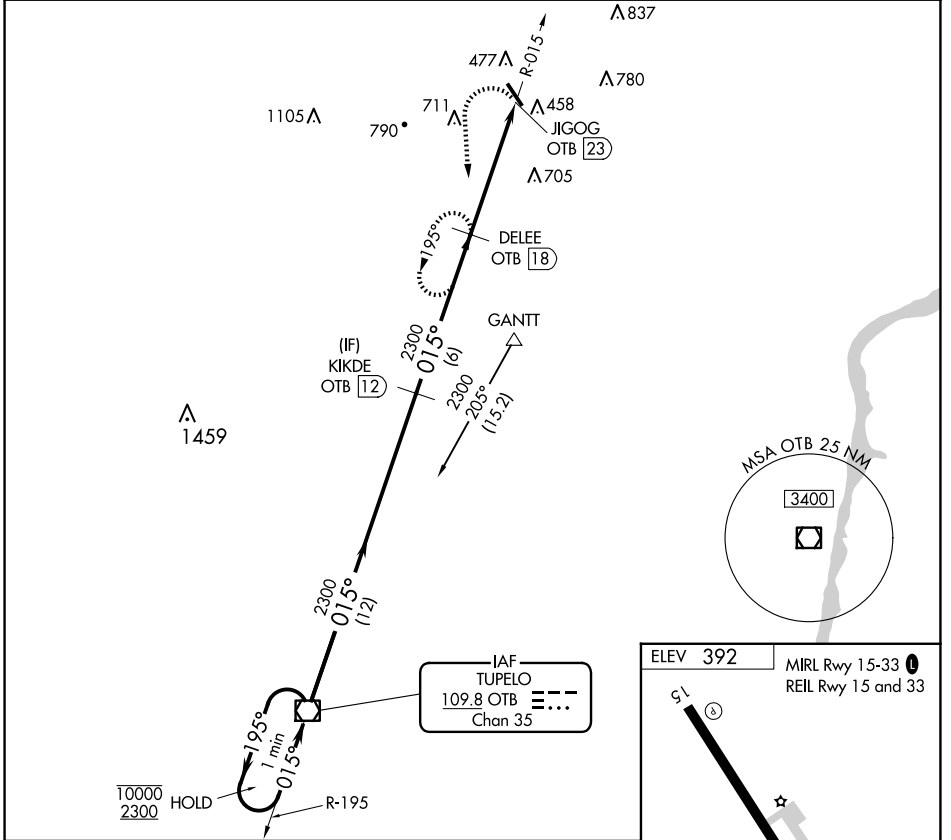 837
477
R-015
780
1105
711
458
790
JIGOG
OTB 23
705
195°
DELEE
OTB 18
GANTT
2300
015°
(6)
(IF)
KIKDE
OTB 12
2300
205°
(15.2)
1459
MSA OTB 25 NM
3400
2300
015°
(12)
IAF
TUPELO
109.8 OTB
Chan 35
195°
1 min
015°
10000
2300
HOLD
R-195
ELEV 392
MIRL Rwy 15-33 L
REIL Rwy 15 and 33
15
P